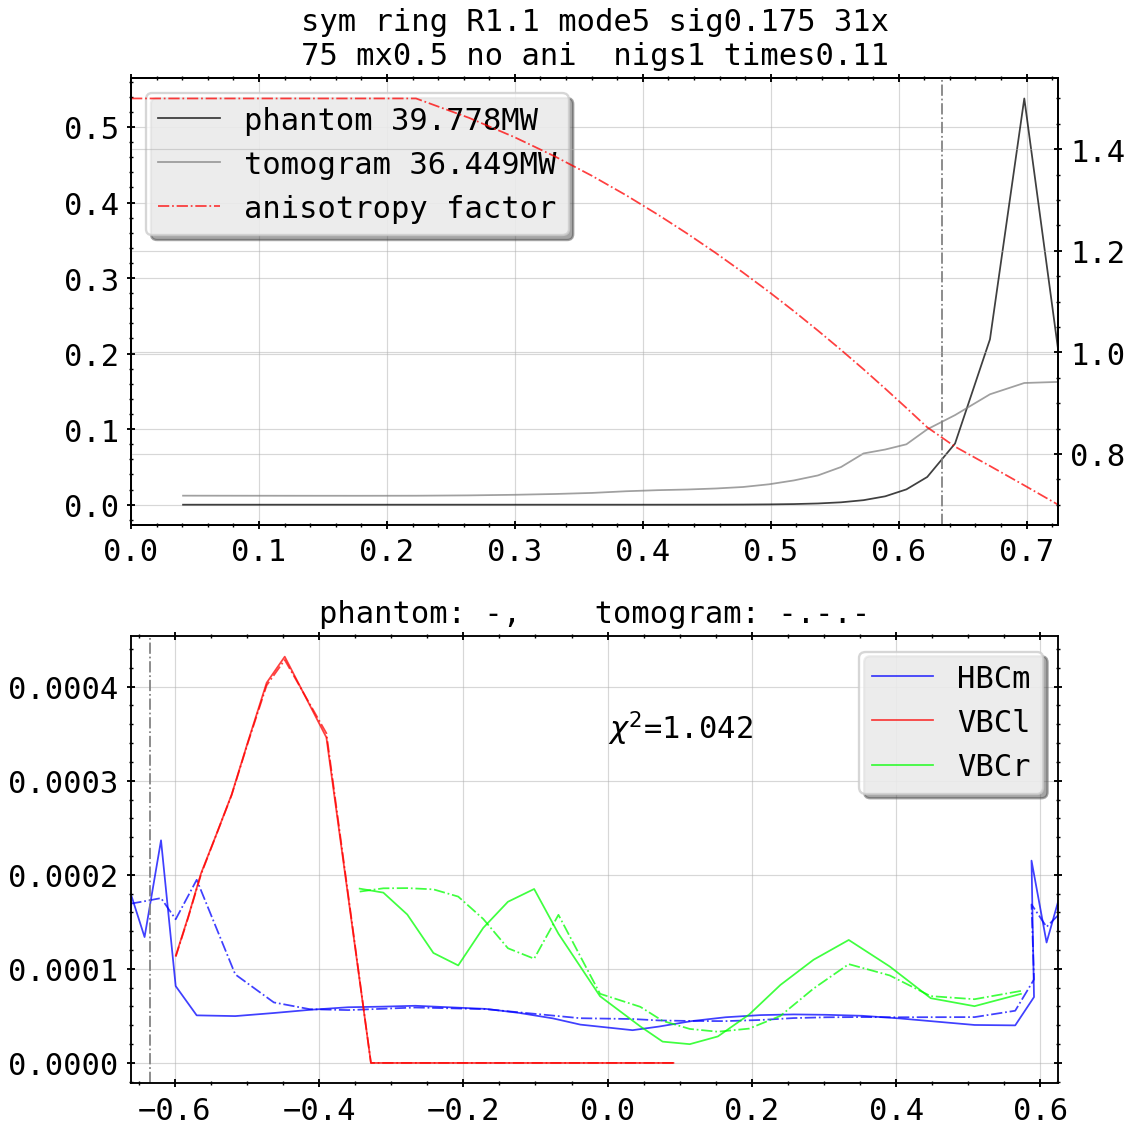 sym ring R1.1 mode5 sig0.175 31x
75 mx0.5 no ani  nigs1 times0.11
phantom 39.778MW
tomogram 36.449MW
anisotropy factor
0.5
0.4
0.3
0.2
0.1
0.0
1.4
1.2
1.0
0.8
0.0 0.1 0.2 0.3 0.4 0.5 0.6 0.7
phantom: -,    tomogram: -.-.-
HBCm
VBCl
VBCr
χ²=1.042
0.0004
0.0003
0.0002
0.0001
0.0000
−0.6 −0.4 −0.2 0.0 0.2 0.4 0.6